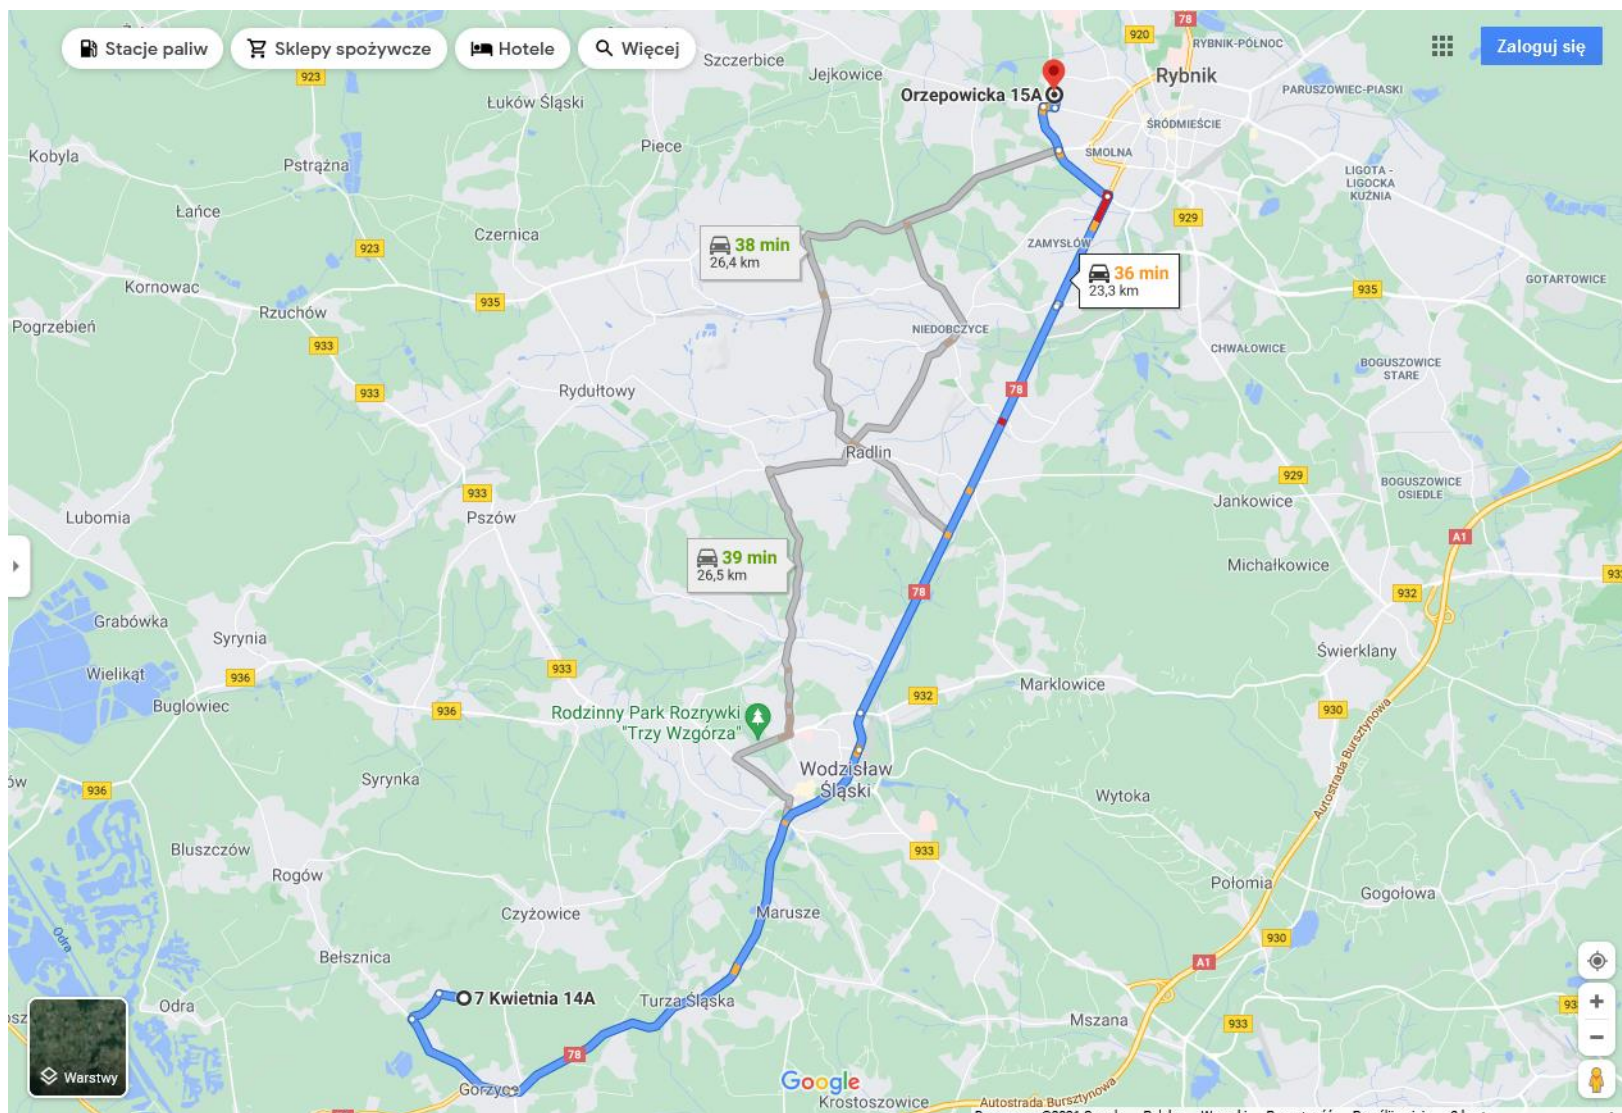 Stacje paliw
Sklepy spożywcze
Hotele
Więcej
Zaloguj się
78
920
RYBNIK-PÓŁNOC
Szczerbice
Jejkowice
Rybnik
923
Łuków Śląski
Orzepowicka 15A
PARUSZOWIEC-PIASKI
ŚRÓDMIEŚCIE
Kobyla
Pstrążna
Piece
SMOLNA
LIGOTA -
LIGOCKA
KUŹNIA
Łańce
929
Czernica
923
38 min
26,4 km
ZAMYSŁÓW
36 min
23,3 km
Kornowac
GOTARTOWICE
935
935
Rzuchów
Pogrzebień
NIEDOBCZYCE
933
CHWAŁOWICE
BOGUSZOWICE
STARE
Rydułtowy
933
78
Radlin
929
BOGUSZOWICE
OSIEDLE
933
Jankowice
Lubomia
Pszów
A1
39 min
26,5 km
Michałkowice
78
932
Grabówka
Syrynia
Świerklany
Wielikąt
936
933
Marklowice
932
Buglowiec
936
Rodzinny Park Rozrywki
"Trzy Wzgórza"
930
Wodzisław
Śląski
Syrynka
936
Wytoka
Autostrada Bursztynowa
Bluszczów
933
Rogów
Połomia
Gogołowa
Czyżowice
Marusze
Odra
930
Bełsznica
A1
7 Kwietnia 14A
Turza Śląska
Odra
Mszana
933
78
Warstwy
Gorzyce
Google
Krostoszowice
Autostrada Bursztynowa